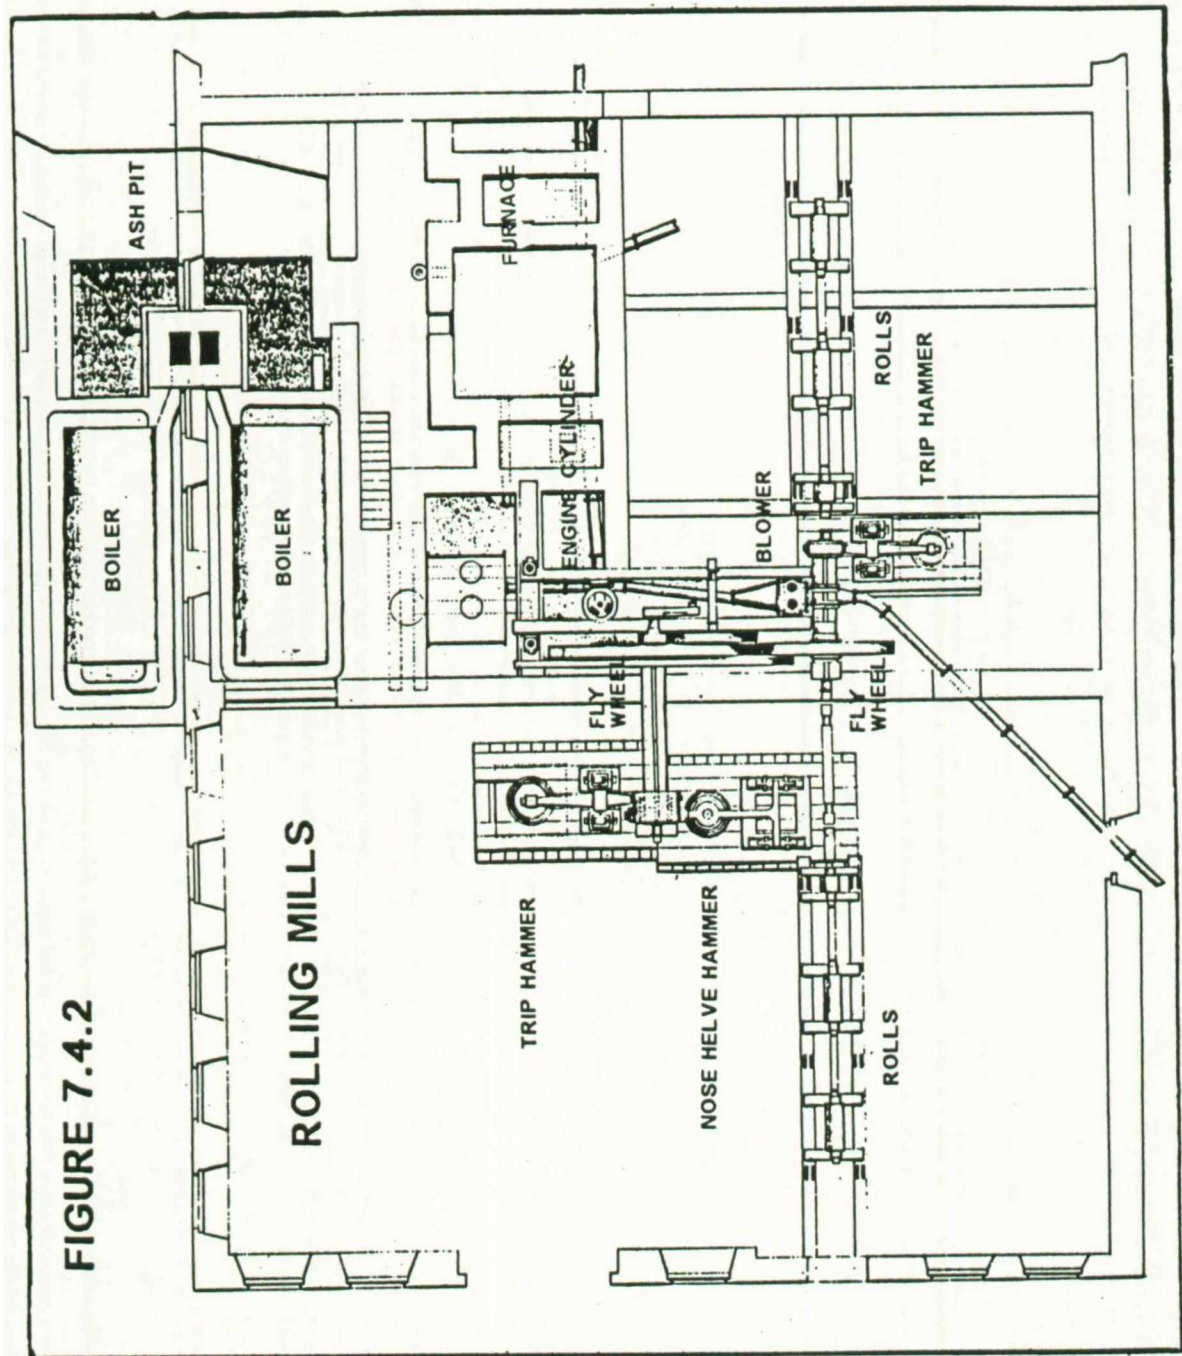 FIGURE 7.4.2
ROLLING MILLS
BOILER
BOILER
ASH PIT
FURNACE
ENGINE CYLINDER
FLY
WHEEL
TRIP HAMMER
NOSE HELVE HAMMER
BLOWER
FLY
WHEEL
ROLLS
ROLLS
TRIP HAMMER